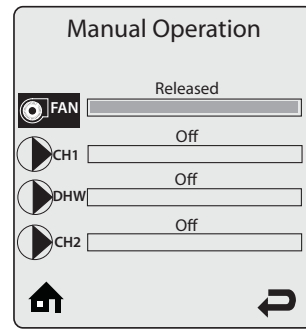 Manual Operation
Released
FAN
Off
CH1
Off
DHW
Off
CH2